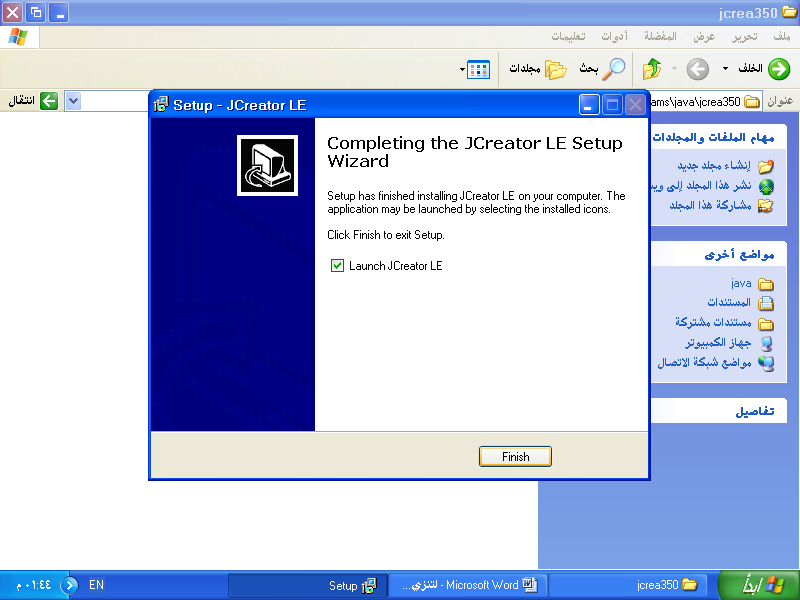 jcrea350
ملف
تحرير
عرض
المفضلة
أدوات
تعليمات
الخلف
بحث
مجلدات
عنوان
ams\java\jcrea350
انتقال
Setup - JCreator LE
Completing the JCreator LE Setup
Wizard
Setup has finished installing JCreator LE on your computer. The
application may be launched by selecting the installed icons.
Click Finish to exit Setup.
Launch JCreator LE
Finish
مهام الملفات والمجلدات
إنشاء مجلد جديد
نشر هذا المجلد إلى ويب
مشاركة هذا المجلد
مواضع أخرى
java
المستندات
مستندات مشتركة
جهاز الكمبيوتر
مواضع شبكة الاتصال
تفاصيل
ابدأ
jcrea350
لتنزي - Microsoft Word...
Setup
EN
٠١:٤٤ م